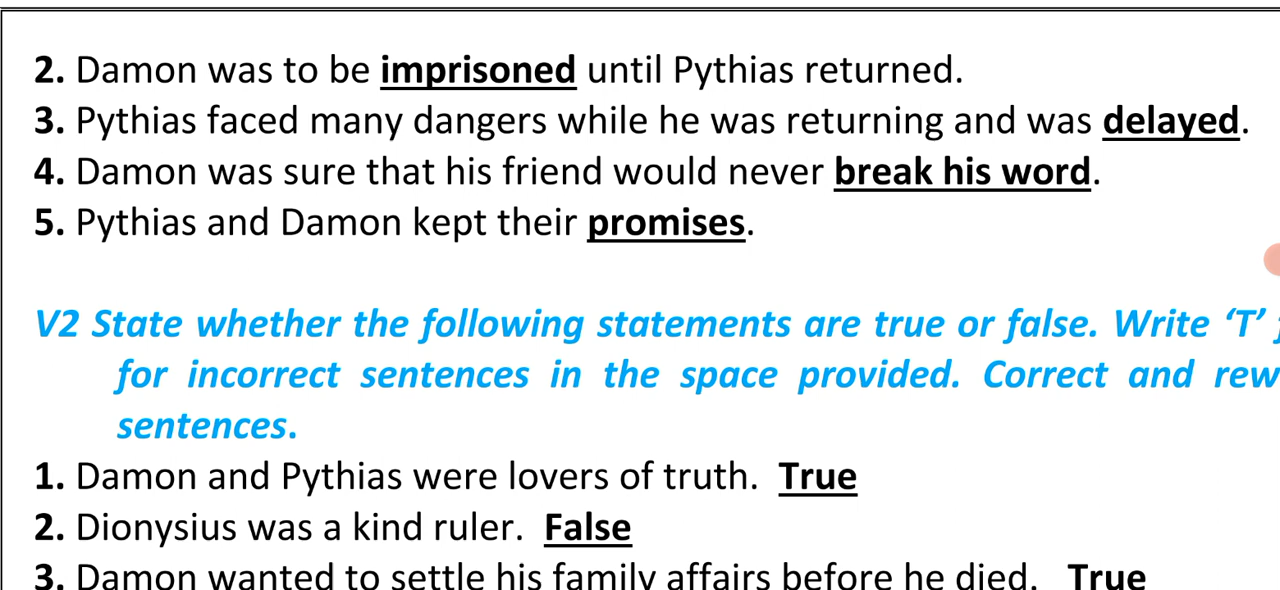 2. Damon was to be imprisoned until Pythias returned.
3. Pythias faced many dangers while he was returning and was delayed.
4. Damon was sure that his friend would never break his word.
5. Pythias and Damon kept their promises.
V2 State whether the following statements are true or false. Write ‘T’
for incorrect sentences in the space provided. Correct and rew
sentences.
1. Damon and Pythias were lovers of truth. True
2. Dionysius was a kind ruler. False
3. Damon wanted to settle his family affairs before he died. True